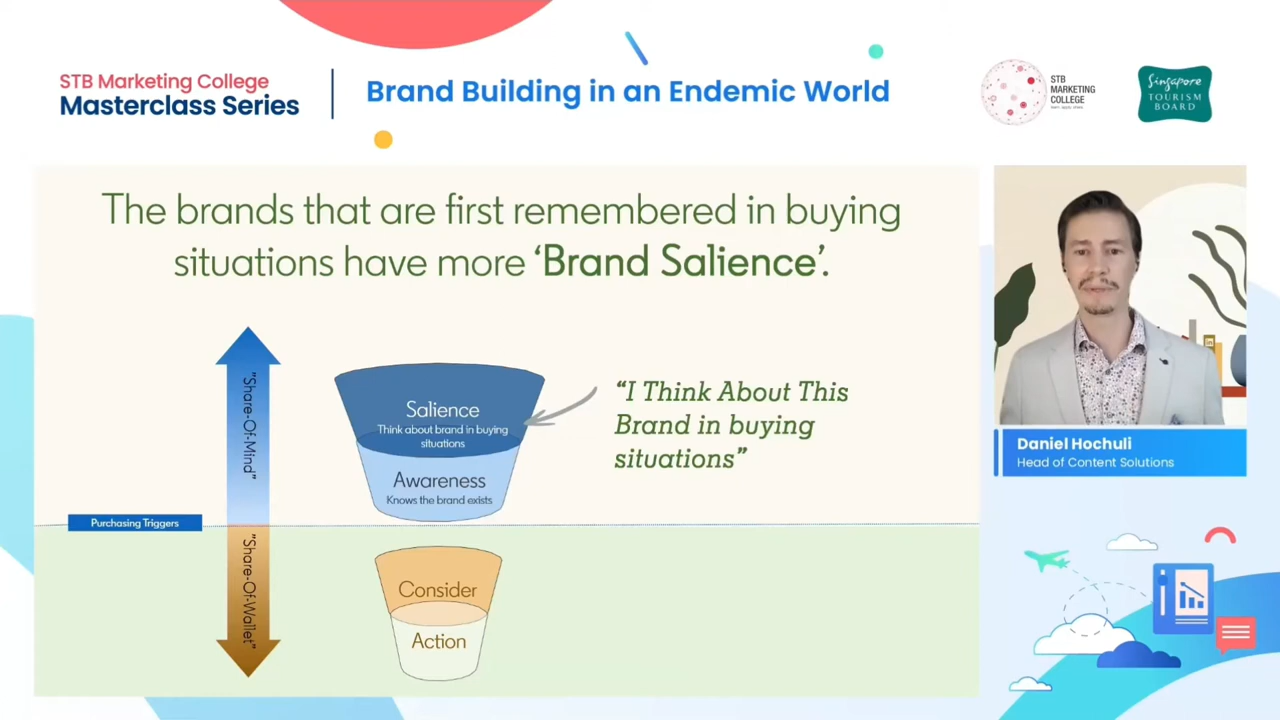 STB Marketing College
Masterclass Series
Brand Building in an Endemic World
STB
MARKETING
COLLEGE
Singapore
TOURISM
BOARD
The brands that are first remembered in buying
situations have more ‘Brand Salience’.
"Share-Of-Mind"
Salience
Think about brand in buying
situations
Awareness
Knows the brand exists
“I Think About This
Brand in buying
situations”
Purchasing Triggers
"Share-Of-Wallet"
Consider
Action
in
Daniel Hochuli
Head of Content Solutions